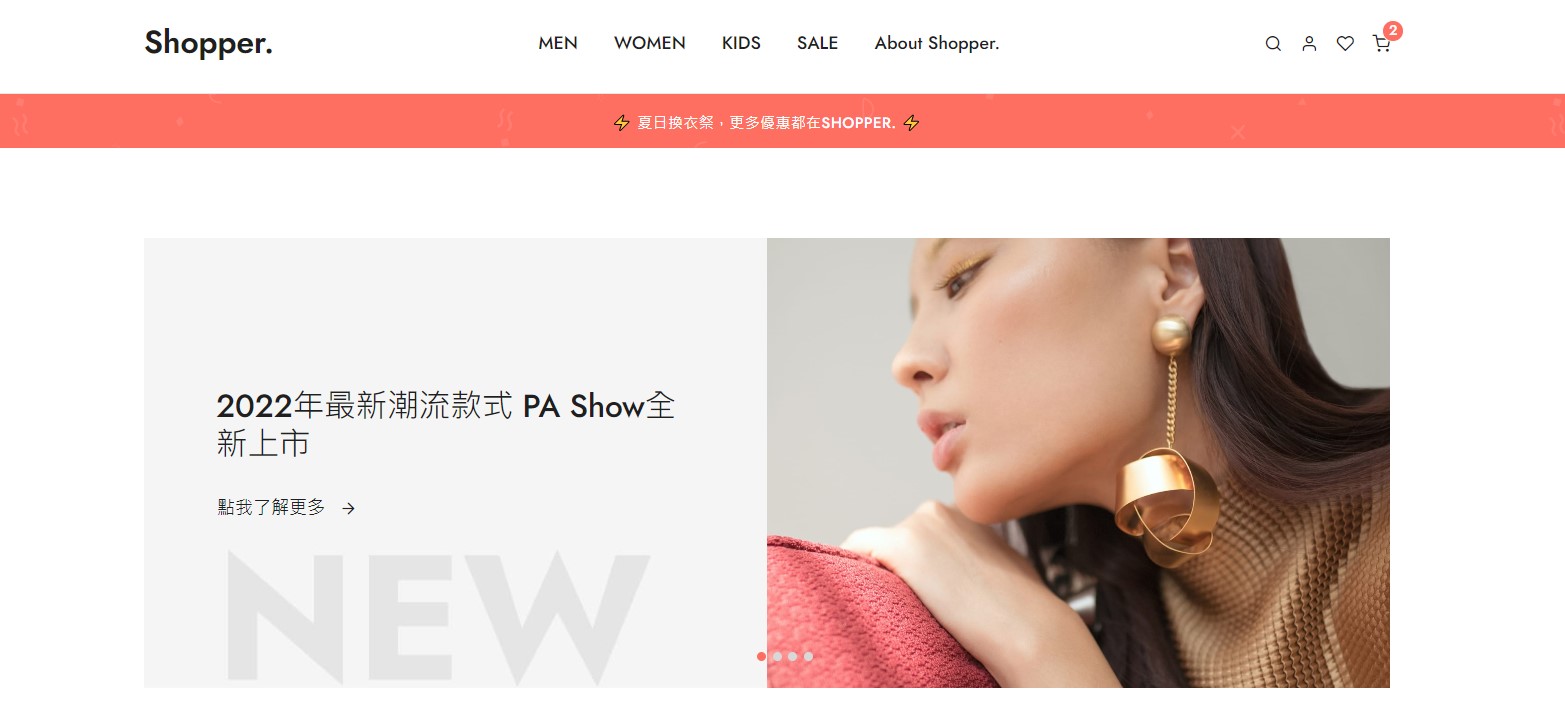 Shopper.
MEN WOMEN KIDS SALE About Shopper.
2
⚡ 夏日換衣祭，更多優惠都在SHOPPER. ⚡
2022年最新潮流款式 PA Show全
新上市
點我了解更多 →
NEW